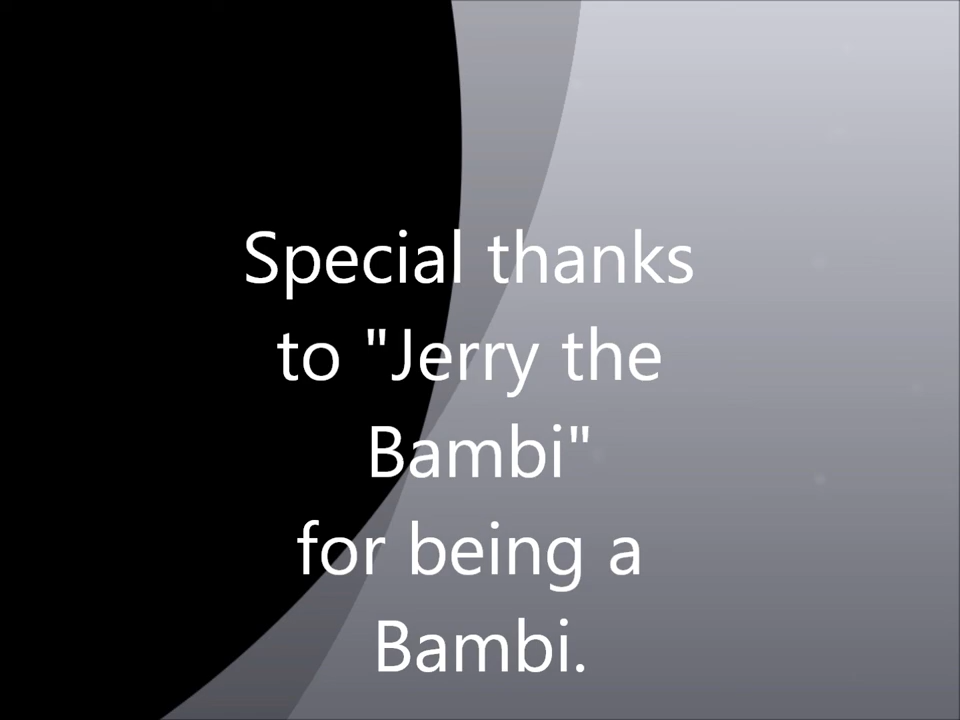 Special thanks
to "Jerry the
Bambi"
for being a
Bambi.